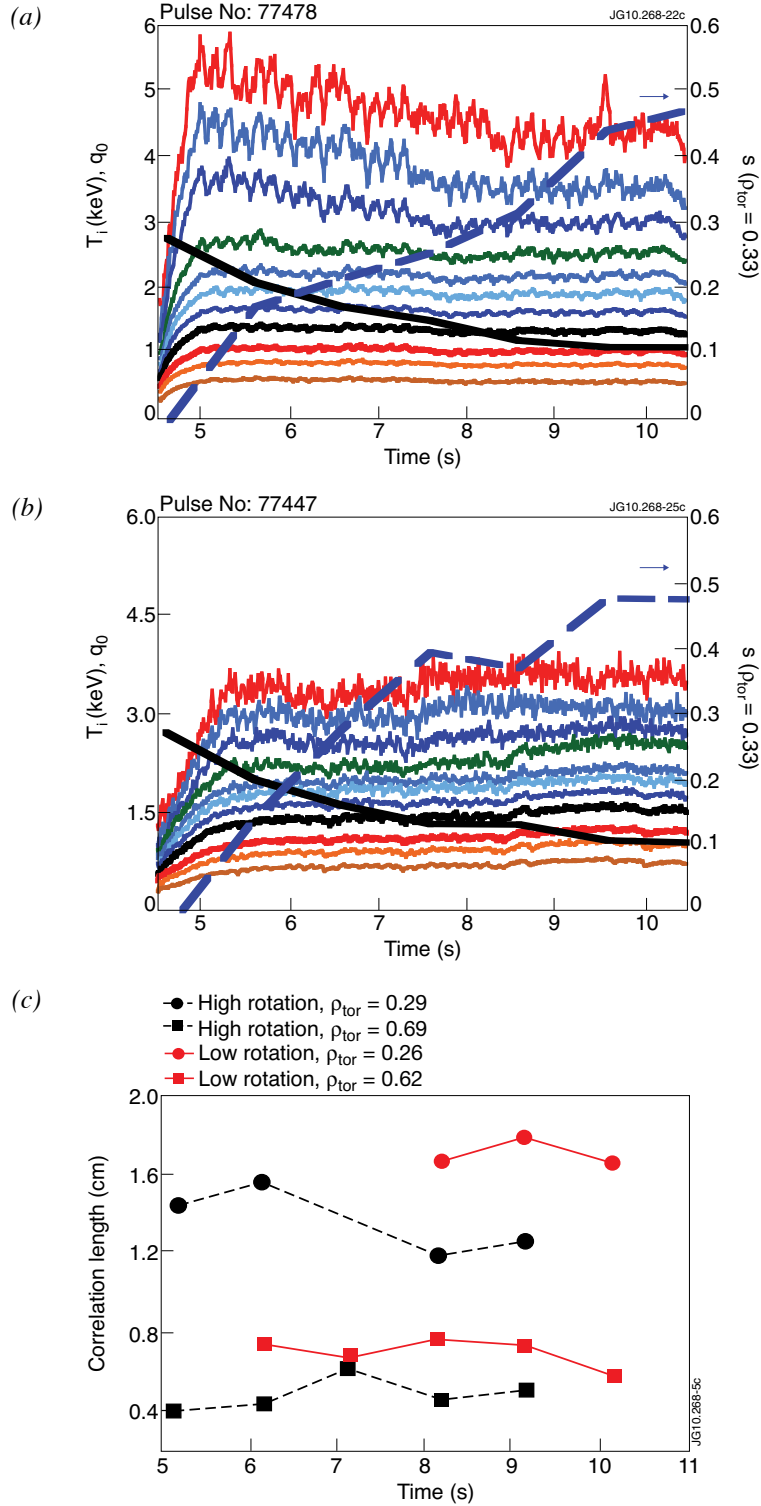 (a)
Pulse No: 77478
JG10.268-22c
6
5
4
3
2
1
0
Tᵢ (keV), q₀
0.6
0.5
0.4
0.3
0.2
0.1
0
s (ρₜₒᵣ = 0.33)
5 6 7 8 9 10
Time (s)
(b)
Pulse No: 77447
JG10.268-25c
6.0
4.5
3.0
1.5
0
Tᵢ (keV), q₀
0.6
0.5
0.4
0.3
0.2
0.1
0
s (ρₜₒᵣ = 0.33)
5 6 7 8 9 10
Time (s)
(c)
High rotation, ρₜₒᵣ = 0.29
High rotation, ρₜₒᵣ = 0.69
Low rotation, ρₜₒᵣ = 0.26
Low rotation, ρₜₒᵣ = 0.62
2.0
1.6
1.2
0.8
0.4
Correlation length (cm)
5 6 7 8 9 10 11
Time (s)
JG10.268-5c